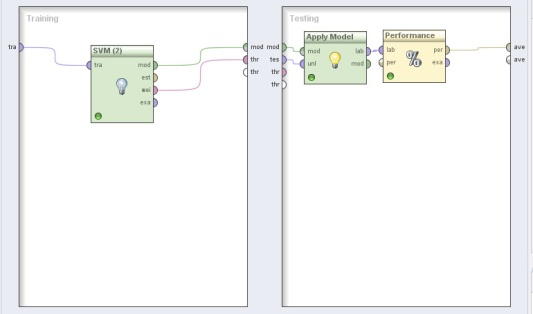 Training
Testing
tra
SVM (2)
tra
mod
est
wei
exa
mod
thr
thr
mod
tes
thr
thr
Apply Model
mod
lab
unl
mod
Performance
lab
per
per
exa
%
ave
ave